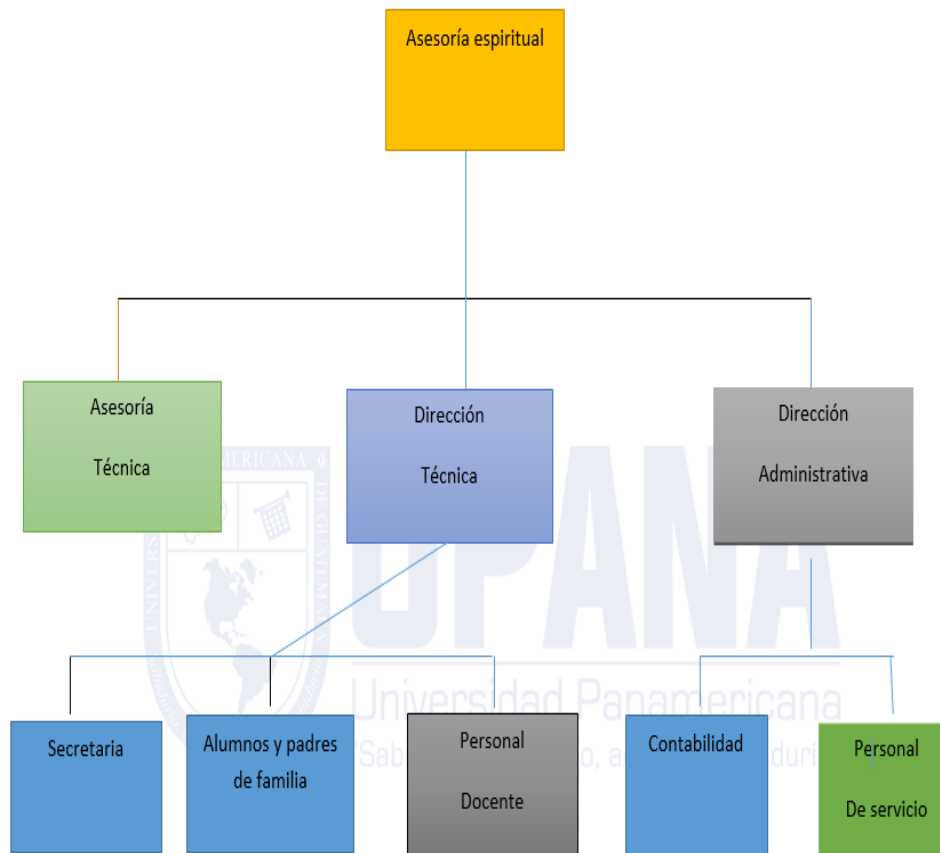 Asesoría espiritual
Asesoría
Técnica
Dirección
Técnica
Dirección
Administrativa
UPANA
Universidad Panamericana
Secretaria
Alumnos y padres
de familia
Personal
Docente
Contabilidad
Personal
De servicio